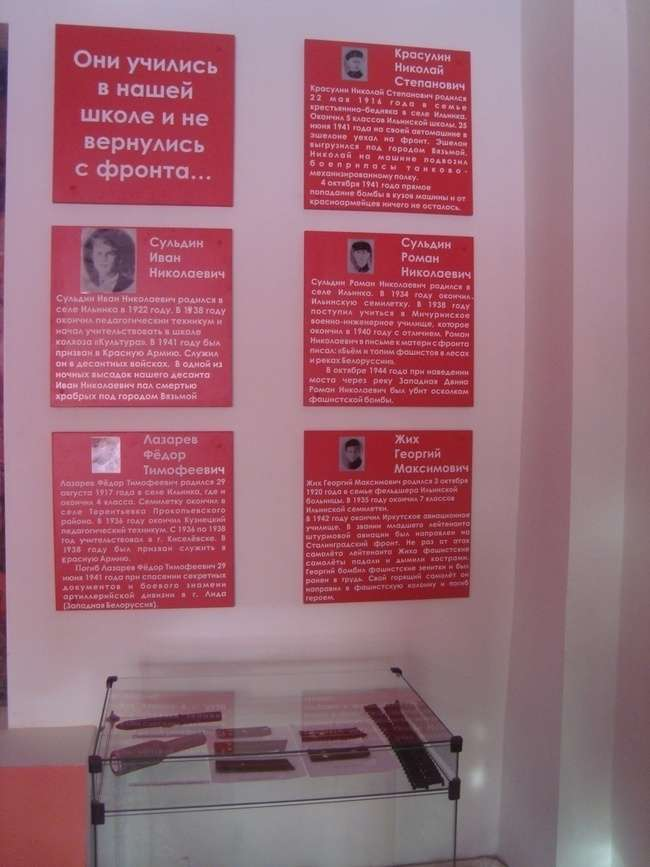 Они учились
в нашей
школе и не
вернулись
с фронта...
Красулин
Николай
Степанович
Красулин Николай Степанович родился
22 мая 1916 года в семье
крестьянино-бедняка в селе Ильинка.
Окончил 5 классов Ильинской школы. 25
июня 1941 года на своей автомашине в
эшелоне уехал на фронт. Эшелон
выгрузился под городом Вязьмой.
Николай на машине подвозил
боеприпасы танково-
механизированному полку.
4 октября 1941 года прямое
попадание бомбы в кузов машины и от
красноармейцев ничего не осталось.
Сульдин
Иван
Николаевич
Сульдин Иван Николаевич родился в
селе Ильинка в 1922 году. В 1938 году
окончил педагогический техникум и
начал учительствовать в школе
колхоза «Культура». В 1941 году был
призван в Красную Армию. Служил
он в десантных войсках. В одной из
ночных высадок нашего десанта
Иван Николаевич пал смертью
храбрых под городом Вязьмой
Сульдин
Роман
Николаевич
Сульдин Роман Николаевич родился в
селе Ильинка. В 1934 году окончил
Ильинскую семилетку. В 1938 году
поступил учиться в Мичуринское
военно-инженерное училище, которое
окончил в 1940 году с отличием. Роман
Николаевич в письме к матери с фронта
писал: «Бьём и топим фашистов в лесах
и реках Белоруссии».
В октябре 1944 года при наведении
моста через реку Западная Двина
Роман Николаевич был убит осколком
фашистской бомбы.
Лазарев
Фёдор
Тимофеевич
Лазарев Фёдор Тимофеевич родился 29
августа 1917 года в селе Ильинка, где и
окончил 4 класса. Семилетку окончил в
селе Терентьевка Прокопьевского
района. В 1936 году окончил Кузнецкий
педагогический техникум. С 1936 по 1938
год учительствовал в г. Киселёвске. В
1938 году был призван служить в
красную Армию.
Погиб Лазарев Фёдор Тимофеевич 29
июня 1941 года при спасении секретных
документов и боевого знамени
артиллерийской дивизии в г. Лида
(Западная Белоруссия).
Жих
Георгий
Максимович
Жих Георгий Максимович родился 3 октября
1920 года в семье фельдшера Ильинской
больницы. В 1935 году окончил 7 классов
Ильинской семилетки.
В 1942 году окончил Иркутское авиационное
училище. В звании младшего лейтенанта
штурмовой авиации был направлен на
Сталинградский фронт. Не раз от атак
самолёта лейтенанта Жиха фашистские
самолёты падали и дымили кострами.
Георгий бомбил фашистские зенитки и был
ранен в грудь. Свой горящий самолёт он
направил в фашистскую колонну и погиб
героем.